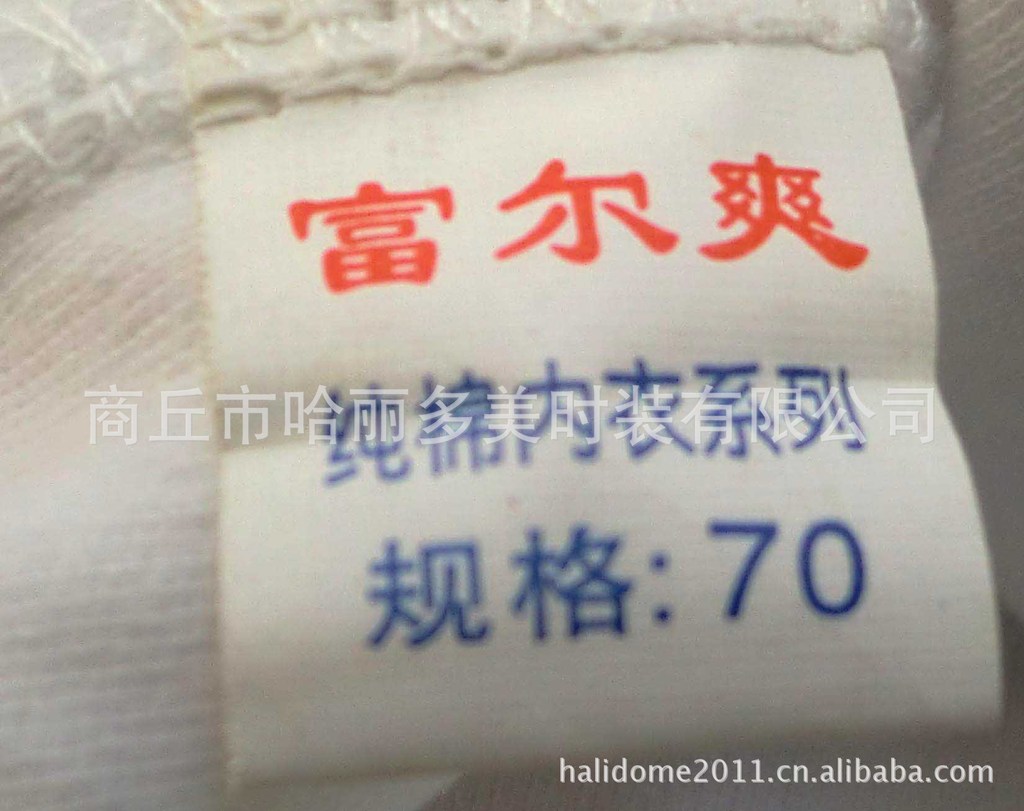 富尔爽
纯棉内衣系列
商丘市哈丽多美时装有限公司
规格:70
halidome2011.cn.alibaba.com